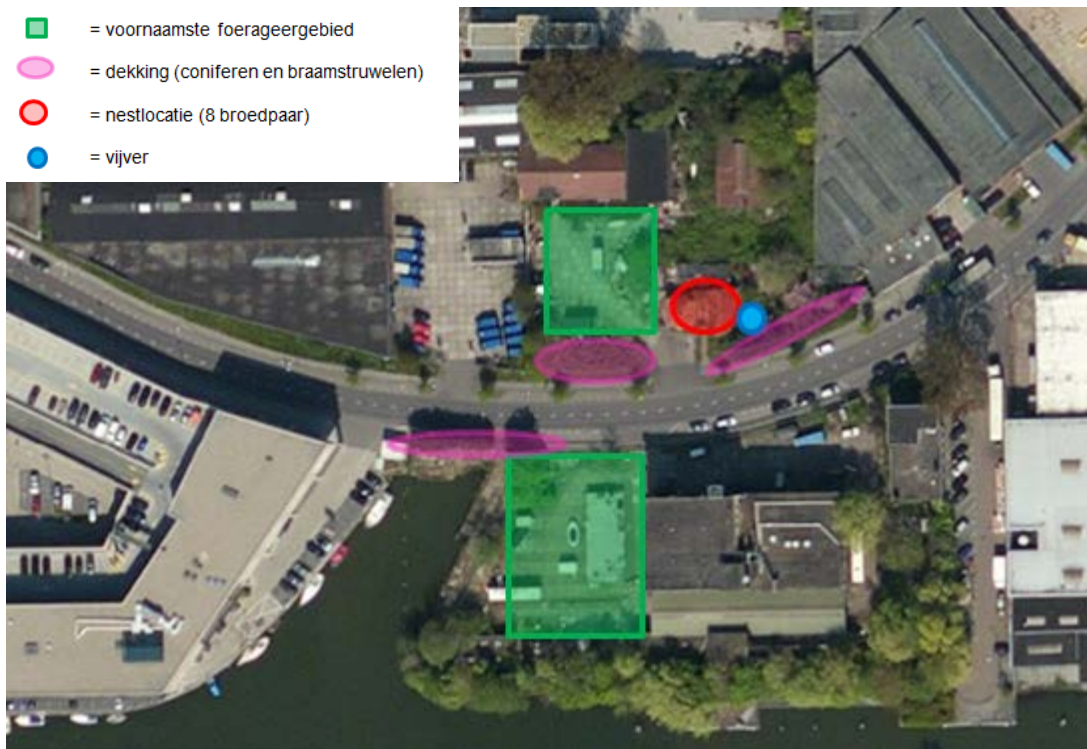 = voornaamste foerageergebied
= dekking (coniferen en braamstruwelen)
= nestlocatie (8 broedpaar)
= vijver